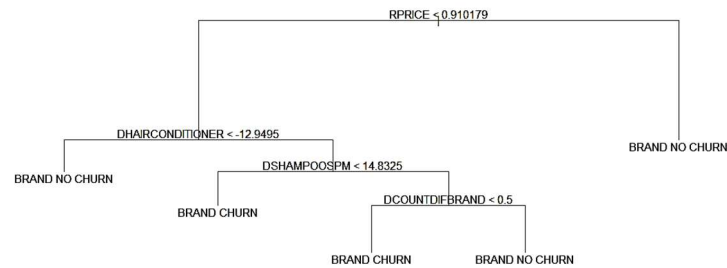 RPRICE < 0.910179
DHAIRCONDITIONER < -12.9495
BRAND NO CHURN
DSHAMPOOSPM < 14.8325
BRAND NO CHURN
BRAND CHURN
DCOUNTDIFBRAND < 0.5
BRAND CHURN
BRAND NO CHURN